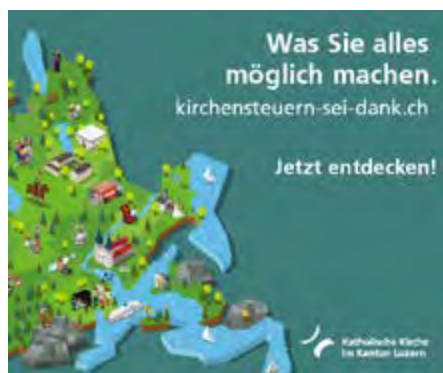 Was Sie alles
möglich machen.
kirchensteuern-sei-dank.ch
Jetzt entdecken!
Katholische Kirche
im Kanton Luzern